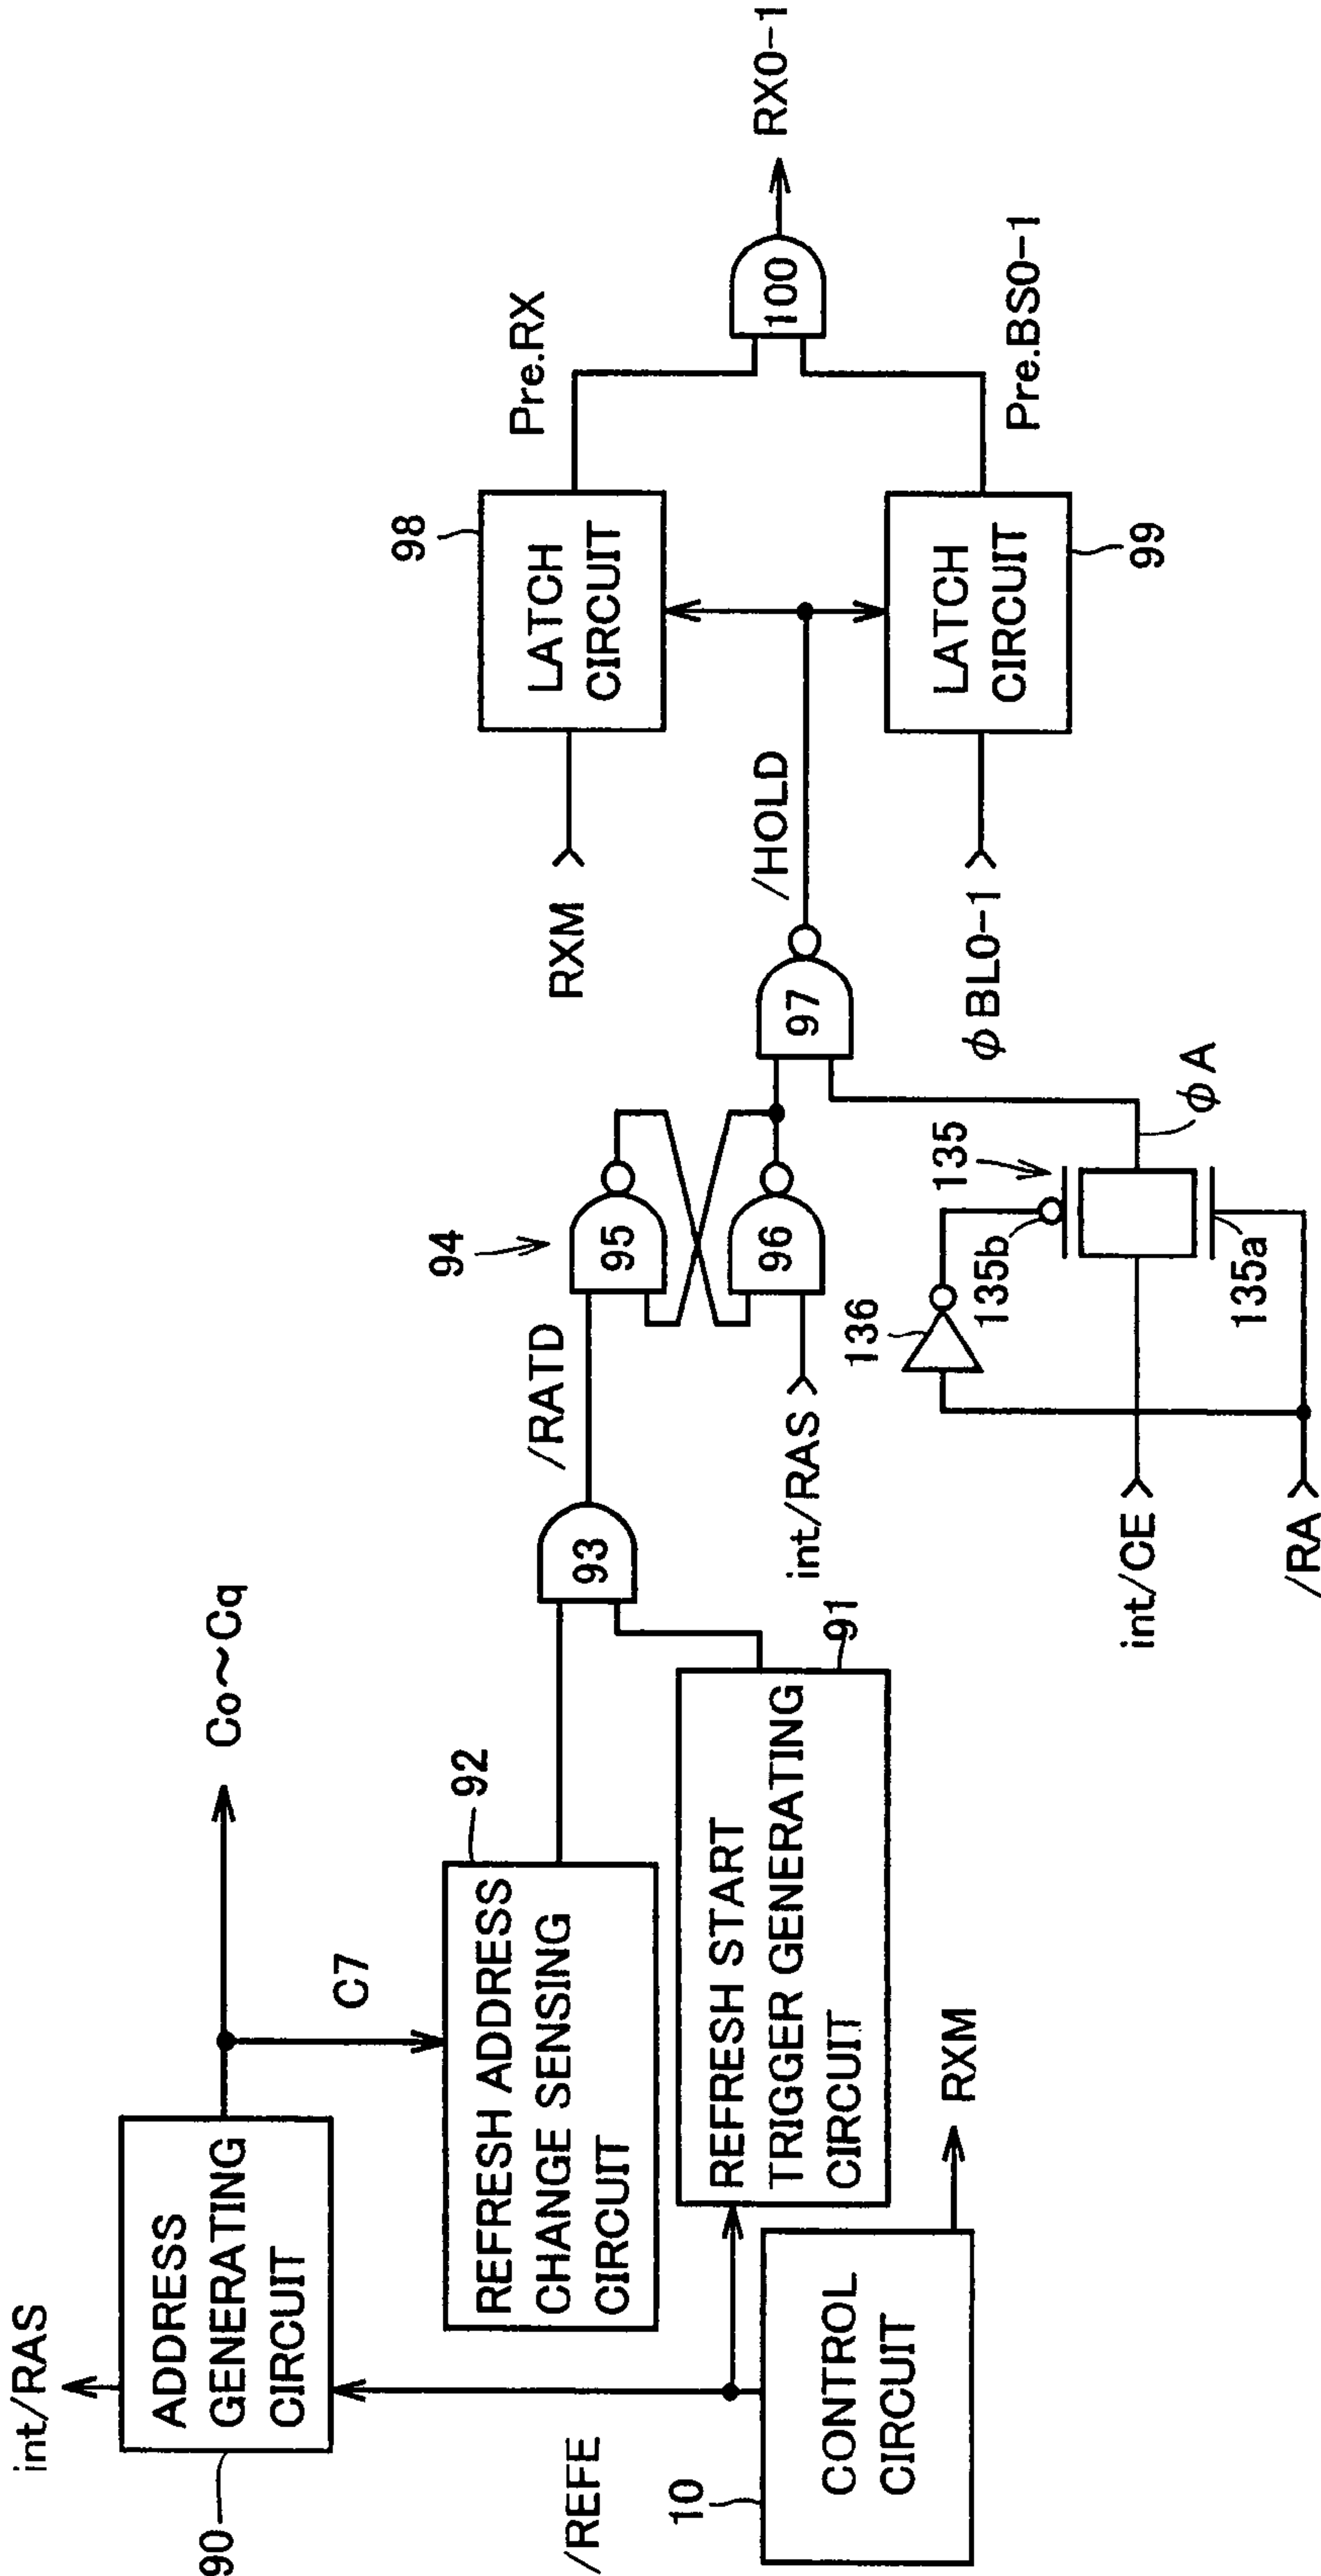 int/RAS
90
ADDRESS
GENERATING
CIRCUIT
Co~Cq
C7
/REFE
92
REFRESH ADDRESS
CHANGE SENSING
CIRCUIT
91
REFRESH START
TRIGGER GENERATING
CIRCUIT
10
CONTROL
CIRCUIT
RXM
93
/RATD
94
95
96
int/RAS
136
135
135b
135a
int/CE
/RA
φA
97
/HOLD
RXM
98
LATCH
CIRCUIT
Pre.RX
φBL0-1
99
LATCH
CIRCUIT
Pre.BS0-1
100
RX0-1